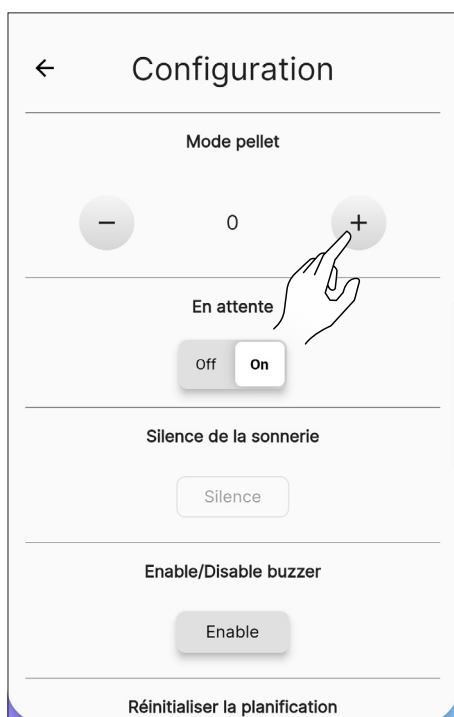 ← Configuration
Mode pellet
− 0 +
En attente
Off On
Silence de la sonnerie
Silence
Enable/Disable buzzer
Enable
Réinitialiser la planification